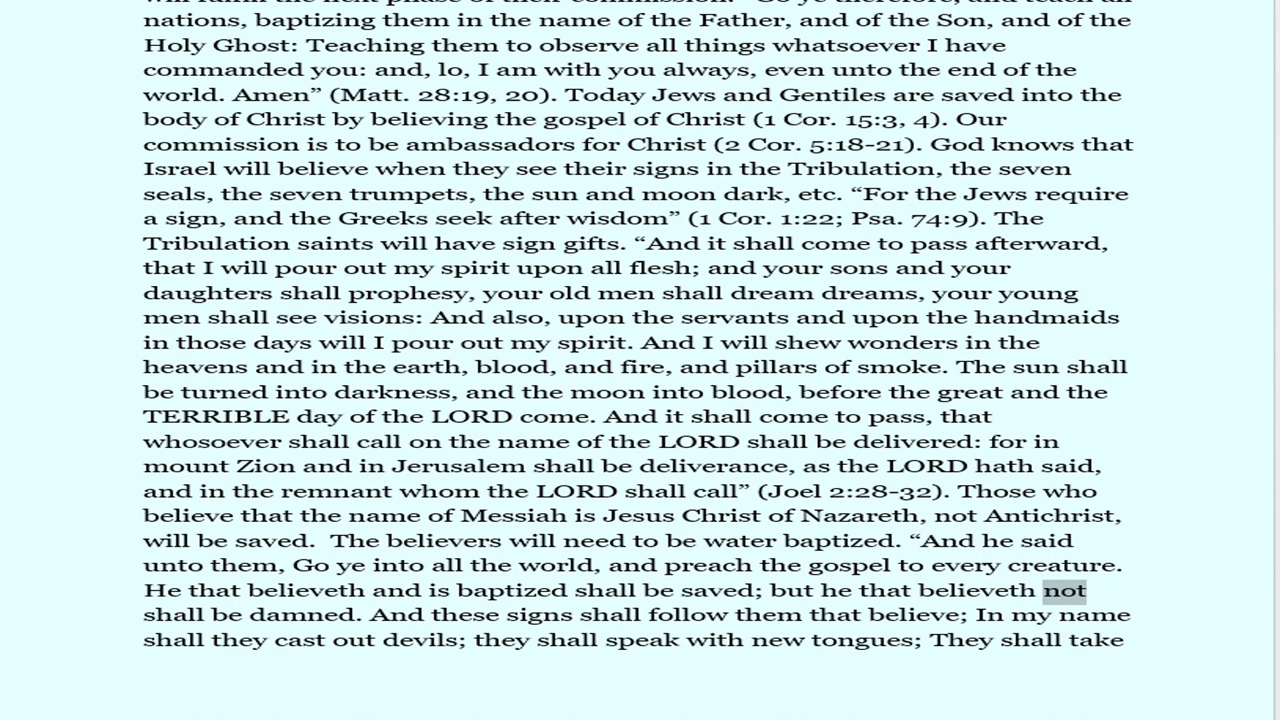 nations, baptizing them in the name of the Father, and of the Son, and of the
Holy Ghost: Teaching them to observe all things whatsoever I have
commanded you: and, lo, I am with you always, even unto the end of the
world. Amen” (Matt. 28:19, 20). Today Jews and Gentiles are saved into the
body of Christ by believing the gospel of Christ (1 Cor. 15:3, 4). Our
commission is to be ambassadors for Christ (2 Cor. 5:18-21). God knows that
Israel will believe when they see their signs in the Tribulation, the seven
seals, the seven trumpets, the sun and moon dark, etc. “For the Jews require
a sign, and the Greeks seek after wisdom” (1 Cor. 1:22; Psa. 74:9). The
Tribulation saints will have sign gifts. “And it shall come to pass afterward,
that I will pour out my spirit upon all flesh; and your sons and your
daughters shall prophesy, your old men shall dream dreams, your young
men shall see visions: And also, upon the servants and upon the handmaids
in those days will I pour out my spirit. And I will shew wonders in the
heavens and in the earth, blood, and fire, and pillars of smoke. The sun shall
be turned into darkness, and the moon into blood, before the great and the
TERRIBLE day of the LORD come. And it shall come to pass, that
whosoever shall call on the name of the LORD shall be delivered: for in
mount Zion and in Jerusalem shall be deliverance, as the LORD hath said,
and in the remnant whom the LORD shall call” (Joel 2:28-32). Those who
believe that the name of Messiah is Jesus Christ of Nazareth, not Antichrist,
will be saved.  The believers will need to be water baptized. “And he said
unto them, Go ye into all the world, and preach the gospel to every creature.
He that believeth and is baptized shall be saved; but he that believeth not
shall be damned. And these signs shall follow them that believe; In my name
shall they cast out devils; they shall speak with new tongues; They shall take